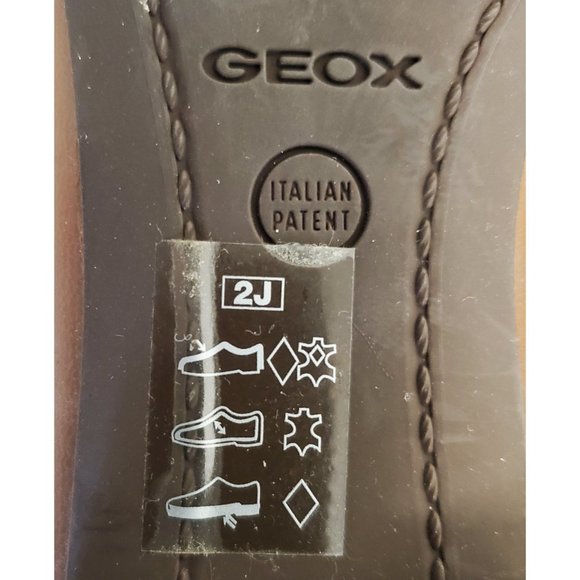 GEOX
ITALIAN
PATENT
2J